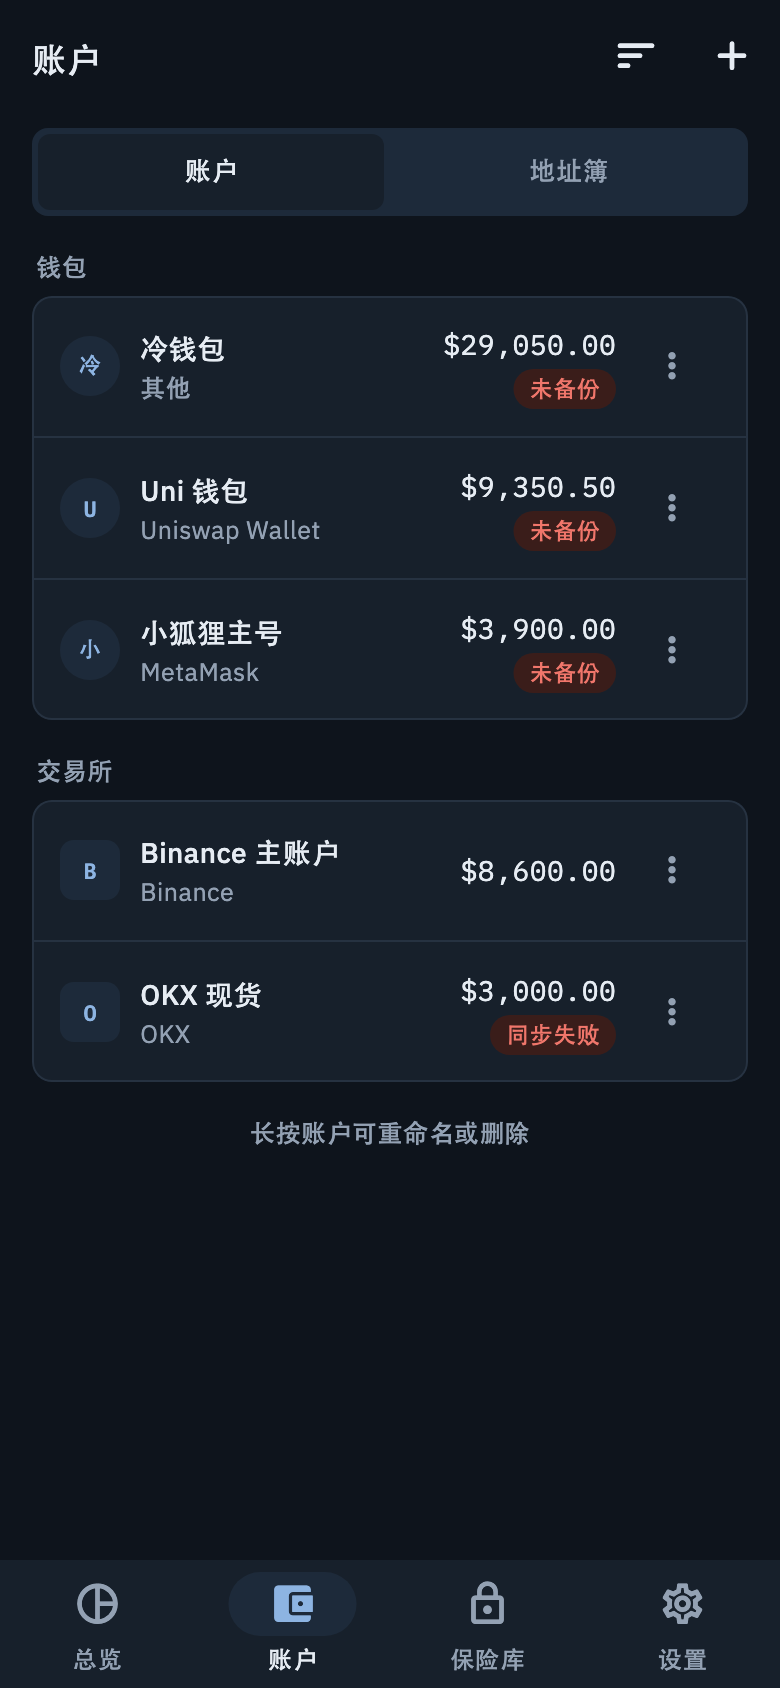 账户
账户
地址簿
钱包
冷
冷钱包
$29,050.00
其他
未备份
U
Uni 钱包
$9,350.50
Uniswap Wallet
未备份
小
小狐狸主号
$3,900.00
MetaMask
未备份
交易所
B
Binance 主账户
$8,600.00
Binance
O
OKX 现货
$3,000.00
OKX
同步失败
长按账户可重命名或删除
总览
账户
保险库
设置